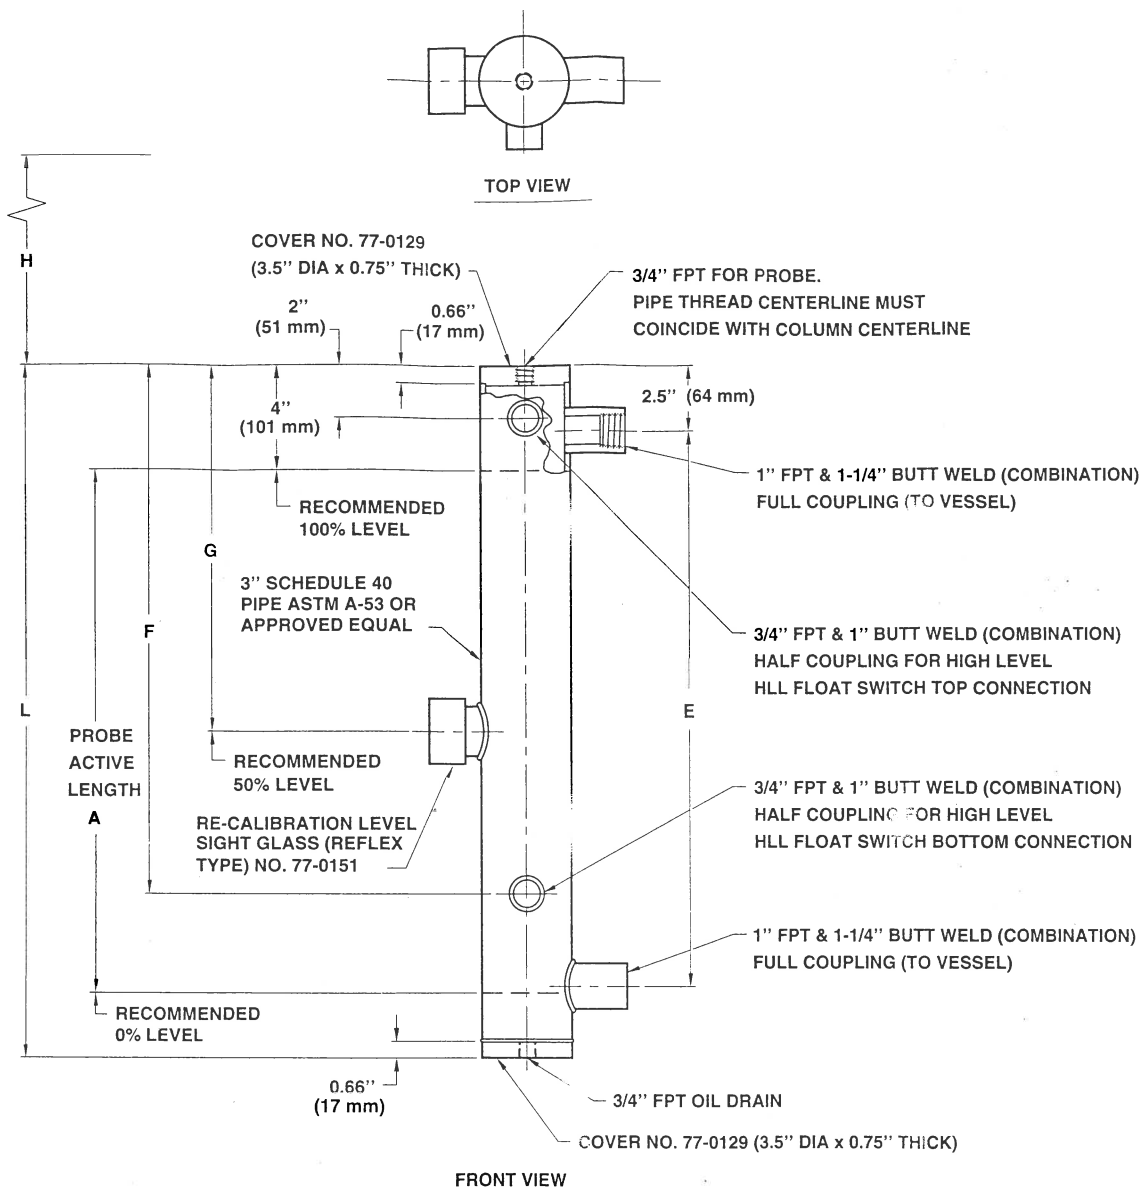 TOP VIEW
H
COVER NO. 77-0129
(3.5" DIA x 0.75" THICK)
2"
(51 mm)
0.66"
(17 mm)
3/4" FPT FOR PROBE.
PIPE THREAD CENTERLINE MUST
COINCIDE WITH COLUMN CENTERLINE
4"
(101 mm)
2.5" (64 mm)
1" FPT & 1-1/4" BUTT WELD (COMBINATION)
FULL COUPLING (TO VESSEL)
RECOMMENDED
100% LEVEL
G
3" SCHEDULE 40
PIPE ASTM A-53 OR
APPROVED EQUAL
F
3/4" FPT & 1" BUTT WELD (COMBINATION)
HALF COUPLING FOR HIGH LEVEL
HLL FLOAT SWITCH TOP CONNECTION
L
E
PROBE
ACTIVE
LENGTH
A
RECOMMENDED
50% LEVEL
RE-CALIBRATION LEVEL
SIGHT GLASS (REFLEX
TYPE) NO. 77-0151
3/4" FPT & 1" BUTT WELD (COMBINATION)
HALF COUPLING FOR HIGH LEVEL
HLL FLOAT SWITCH BOTTOM CONNECTION
1" FPT & 1-1/4" BUTT WELD (COMBINATION)
FULL COUPLING (TO VESSEL)
RECOMMENDED
0% LEVEL
0.66"
(17 mm)
3/4" FPT OIL DRAIN
COVER NO. 77-0129 (3.5" DIA x 0.75" THICK)
FRONT VIEW